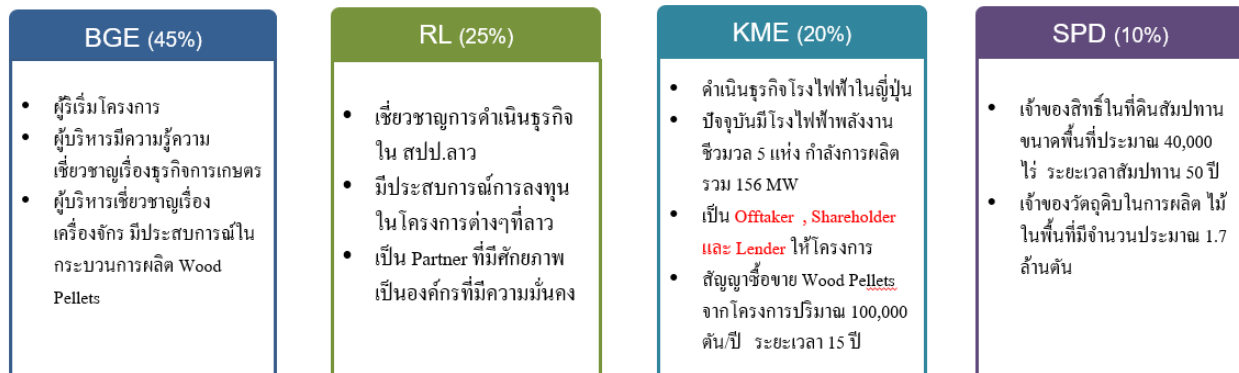 BGE (45%)
• ผู้ริเริ่มโครงการ
• ผู้บริหารมีความรู้ความ
เชี่ยวชาญเรื่องธุรกิจการเกษตร
• ผู้บริหารเชี่ยวชาญเรื่อง
เครื่องจักร มีประสบการณ์ใน
กระบวนการผลิต Wood
Pellets
RL (25%)
• เชี่ยวชาญการดำเนินธุรกิจ
ใน สปป.ลาว
• มีประสบการณ์การลงทุน
ในโครงการต่างๆที่ลาว
• เป็น Partner ที่มีศักยภาพ
เป็นองค์กรที่มีความมั่นคง
KME (20%)
• ดำเนินธุรกิจโรงไฟฟ้าในญี่ปุ่น
• ปัจจุบันมีโรงไฟฟ้าพลังงาน
ชีวมวล 5 แห่ง กำลังการผลิต
รวม 156 MW
• เป็น Offtaker , Shareholder
และ Lender ให้โครงการ
• สัญญาซื้อขาย Wood Pellets
จากโครงการปริมาณ 100,000
ตัน/ปี ระยะเวลา 15 ปี
SPD (10%)
• เจ้าของสิทธิ์ในที่ดินสัมปทาน
ขนาดพื้นที่ประมาณ 40,000
ไร่ ระยะเวลาสัมปทาน 50 ปี
• เจ้าของวัตถุดิบในการผลิต ไม้
ในพื้นที่มีจำนวนประมาณ 1.7
ล้านตัน